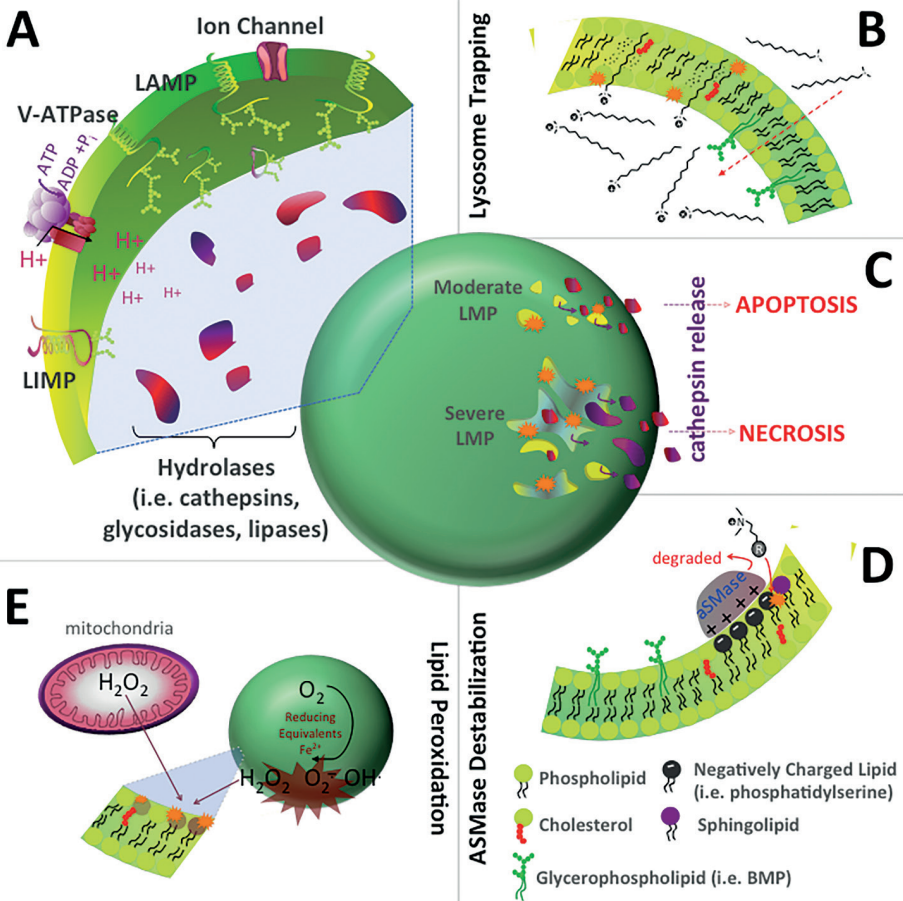 A
Ion Channel
LAMP
V-ATPase
ATP
ADP +Pi
H+
H+
H+
H+
H+
H+
LIMP
Hydrolases
(i.e. cathepsins,
glycosidases, lipases)
B
Lysosome Trapping
C
Moderate
LMP
Severe
LMP
cathepsin release
APOPTOSIS
NECROSIS
D
ASMase Destabilization
N
R
degraded
aSMase
+ + + +
Phospholipid
Negatively Charged Lipid
(i.e. phosphatidylserine)
Cholesterol
Sphingolipid
Glycerophospholipid (i.e. BMP)
E
Lipid Peroxidation
mitochondria
H₂O₂
O₂
Reducing
Equivalents
Fe²⁺
H₂O₂ O₂⁻ OH·